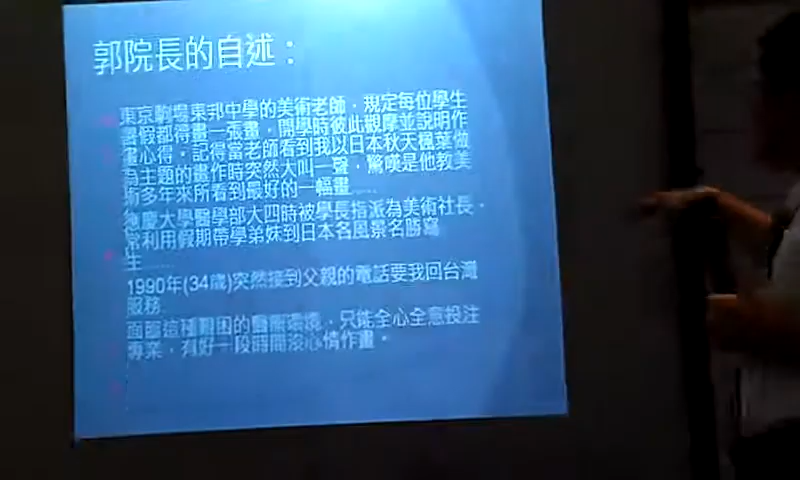 郭院長的自述：
東京駒場東邦中學的美術老師，規定每位學生
暑假都得畫一張畫，開學時彼此觀摩並說明作
畫心得，記得當老師看到我以日本秋天楓葉做
為主題的畫作時突然大叫一聲，驚嘆是他教美
術多年來所看到最好的一幅畫.....
應慶大學醫學部大四時被學長指派為美術社長，
常利用假期帶學弟妹到日本名風景名勝寫
生.....
1990年(34歲)突然接到父親的電話要我回台灣
服務
面臨這種艱困的醫療環境，只能全心全意投注
專業，有好一段時間沒心情作畫。